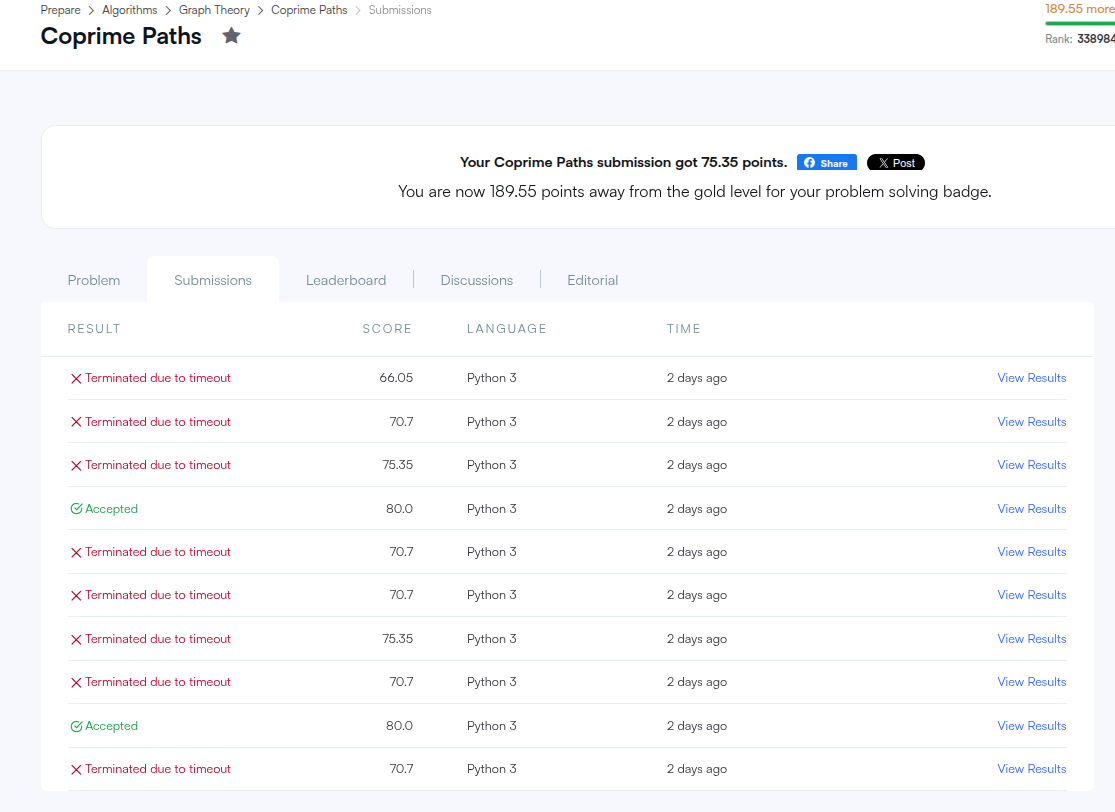 Prepare > Algorithms > Graph Theory > Coprime Paths > Submissions
189.55 more
Coprime Paths
Rank: 338984
Your Coprime Paths submission got 75.35 points. Share Post
You are now 189.55 points away from the gold level for your problem solving badge.
Problem Submissions Leaderboard Discussions Editorial
RESULT SCORE LANGUAGE TIME
Terminated due to timeout 66.05 Python 3 2 days ago View Results
Terminated due to timeout 70.7 Python 3 2 days ago View Results
Terminated due to timeout 75.35 Python 3 2 days ago View Results
Accepted 80.0 Python 3 2 days ago View Results
Terminated due to timeout 70.7 Python 3 2 days ago View Results
Terminated due to timeout 70.7 Python 3 2 days ago View Results
Terminated due to timeout 75.35 Python 3 2 days ago View Results
Terminated due to timeout 70.7 Python 3 2 days ago View Results
Accepted 80.0 Python 3 2 days ago View Results
Terminated due to timeout 70.7 Python 3 2 days ago View Results